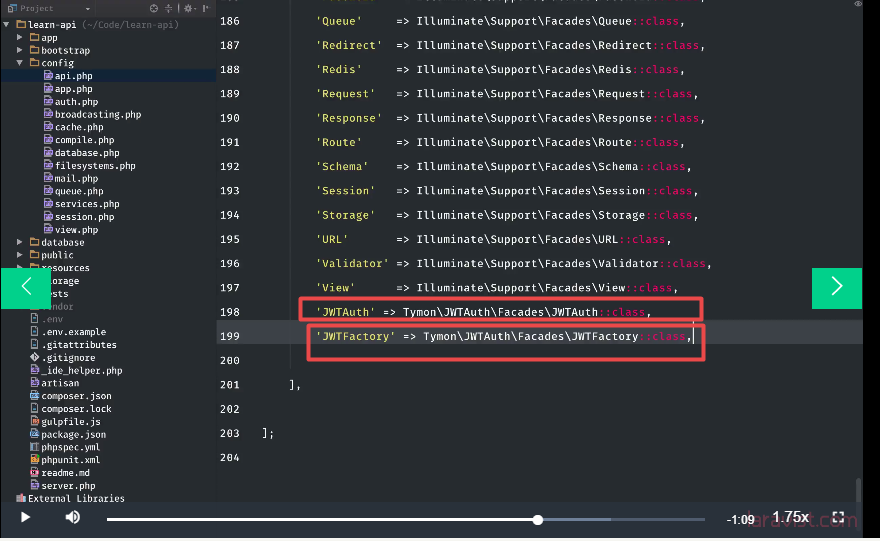 Project
learn-api (~/Code/learn-api)
app
bootstrap
config
api.php
app.php
auth.php
broadcasting.php
cache.php
compile.php
database.php
filesystems.php
mail.php
queue.php
services.php
session.php
view.php
database
public
resources
.env
.env.example
.gitattributes
.gitignore
_ide_helper.php
artisan
composer.json
composer.lock
gulpfile.js
package.json
phpspec.yml
phpunit.xml
readme.md
server.php
External Libraries
186 'Queue' => Illuminate\Support\Facades\Queue::class,
187 'Redirect' => Illuminate\Support\Facades\Redirect::class,
188 'Redis' => Illuminate\Support\Facades\Redis::class,
189 'Request' => Illuminate\Support\Facades\Request::class,
190 'Response' => Illuminate\Support\Facades\Response::class,
191 'Route' => Illuminate\Support\Facades\Route::class,
192 'Schema' => Illuminate\Support\Facades\Schema::class,
193 'Session' => Illuminate\Support\Facades\Session::class,
194 'Storage' => Illuminate\Support\Facades\Storage::class,
195 'URL' => Illuminate\Support\Facades\URL::class,
196 'Validator' => Illuminate\Support\Facades\Validator::class,
197 'View' => Illuminate\Support\Facades\View::class,
198 'JWTAuth' => Tymon\JWTAuth\Facades\JWTAuth::class,
199 'JWTFactory' => Tymon\JWTAuth\Facades\JWTFactory::class,
200
201 ],
202
203 ];
204
-1:09
1.75x
laravist.com